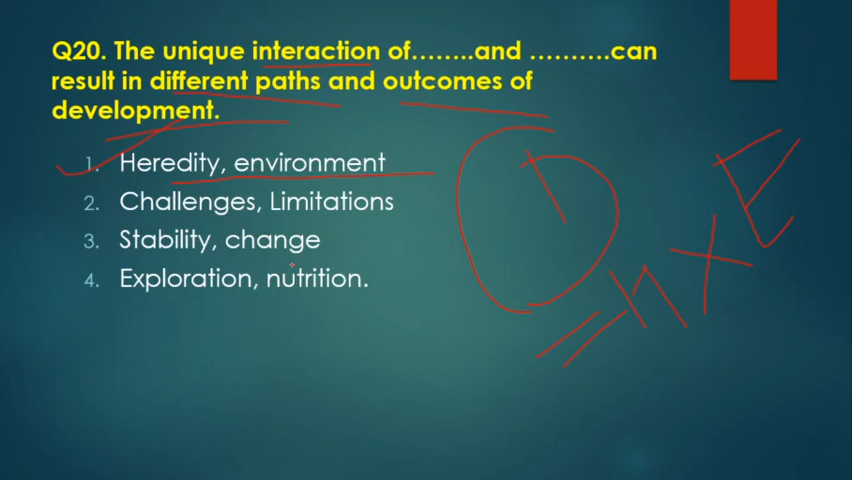 Q20. The unique interaction of........and ..........can
result in different paths and outcomes of
development.
1. Heredity, environment
2. Challenges, Limitations
3. Stability, change
4. Exploration, nutrition.
D = h x E